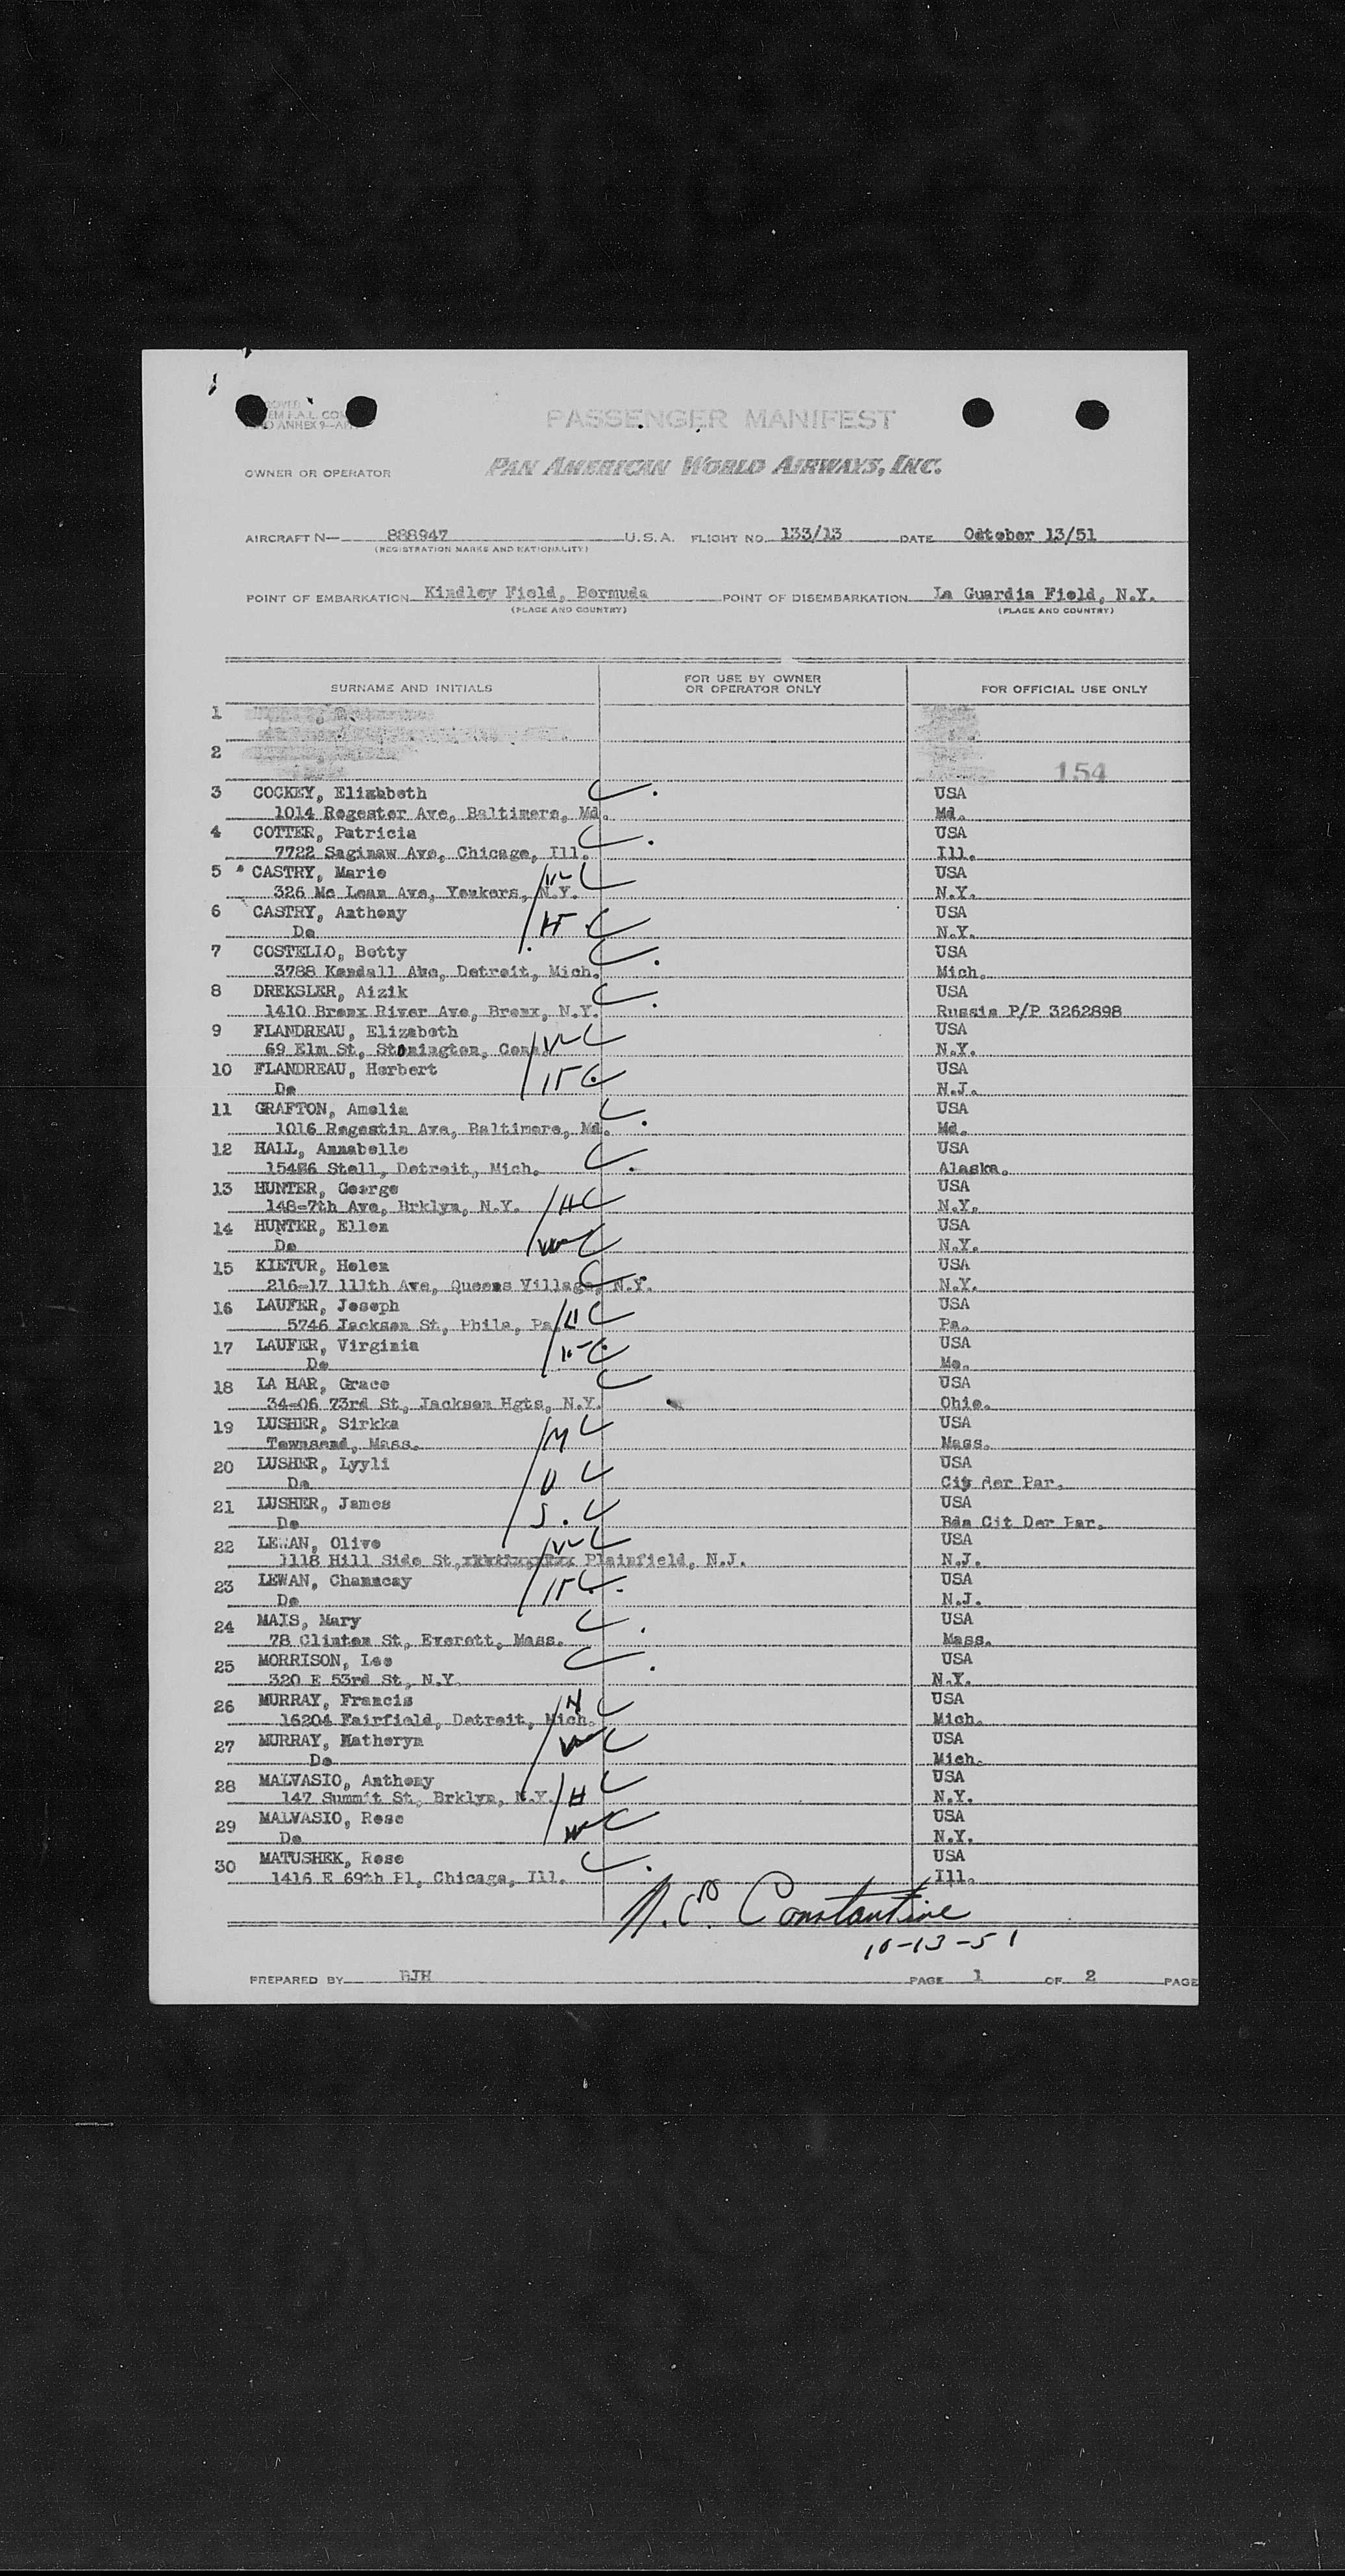 PASSENGER MANIFEST
ANNEX 9
OWNER OR OPERATOR PAN AMERICAN WORLD AIRWAYS, INC.
AIRCRAFT N— 888947 U.S.A. FLIGHT NO. 133/13 DATE October 13/51
(REGISTRATION MARKS AND NATIONALITY)
POINT OF EMBARKATION Kindley Field, Bermuda POINT OF DISEMBARKATION La Guardia Field, N.Y.
(PLACE AND COUNTRY) (PLACE AND COUNTRY)
SURNAME AND INITIALS FOR USE BY OWNER OR OPERATOR ONLY FOR OFFICIAL USE ONLY
1
2
154
3 COCKEY, Elizabeth C. USA
1014 Regester Ave, Baltimore, Md. Md.
4 COTTER, Patricia C. USA
7722 Saginaw Ave, Chicago, Ill. Ill.
5 CASTRY, Marie W C USA
326 Mc Lean Ave, Yonkers, N.Y. N.Y.
6 CASTRY, Anthony H C USA
Do N.Y.
7 COSTELLO, Betty C. USA
3788 Kendall Abe, Detroit, Mich. Mich.
8 DREKSLER, Aizik C. USA
1410 Bronx River Ave, Bronx, N.Y. Russia P/P 3262898
9 FLANDREAU, Elizabeth W C USA
69 Elm St, Stonington, Conn. N.Y.
10 FLANDREAU, Herbert H C USA
Do N.J.
11 GRAFTON, Amelia C. USA
1016 Regestin Ave, Baltimore, Md. Md.
12 HALL, Annabelle C. USA
15486 Stoll, Detroit, Mich. Alaska.
13 HUNTER, George H C USA
148-7th Ave, Brklyn, N.Y. N.Y.
14 HUNTER, Ellen W C USA
Do N.Y.
15 KIETUR, Helen C. USA
216-17 111th Ave, Queens Village, N.Y. N.Y.
16 LAUFER, Joseph H C USA
5746 Jackson St, Phila, Pa. Pa.
17 LAUFER, Virginia W C USA
Do Mo.
18 LA HAR, Grace C USA
34-06 73rd St, Jackson Hgts, N.Y. Ohio.
19 LUSHER, Sirkka M C USA
Townsend, Mass. Mass.
20 LUSHER, Lyyli D C USA
Do Cit der Par.
21 LUSHER, James S. C USA
Do Bda Cit Der Par.
22 LEWAN, Olive W C USA
1118 Hill Side St, Plainfield, N.J. N.J.
23 LEWAN, Channcey H C. USA
Do N.J.
24 MAIS, Mary C. USA
78 Clinton St, Everett, Mass. Mass.
25 MORRISON, Lee C. USA
320 E 53rd St, N.Y. N.Y.
26 MURRAY, Francis H C USA
16204 Fairfield, Detroit, Mich. Mich.
27 MURRAY, Katheryn W C USA
Do Mich.
28 MALVASIO, Anthony H C USA
147 Summit St, Brklyn, N.Y. N.Y.
29 MALVASIO, Rose W C USA
Do N.Y.
30 MATUSHEK, Rose C. USA
1416 E 69th Pl, Chicago, Ill. Ill.
Constantine
10-13-51
PREPARED BY RJH PAGE 1 OF 2 PAGE